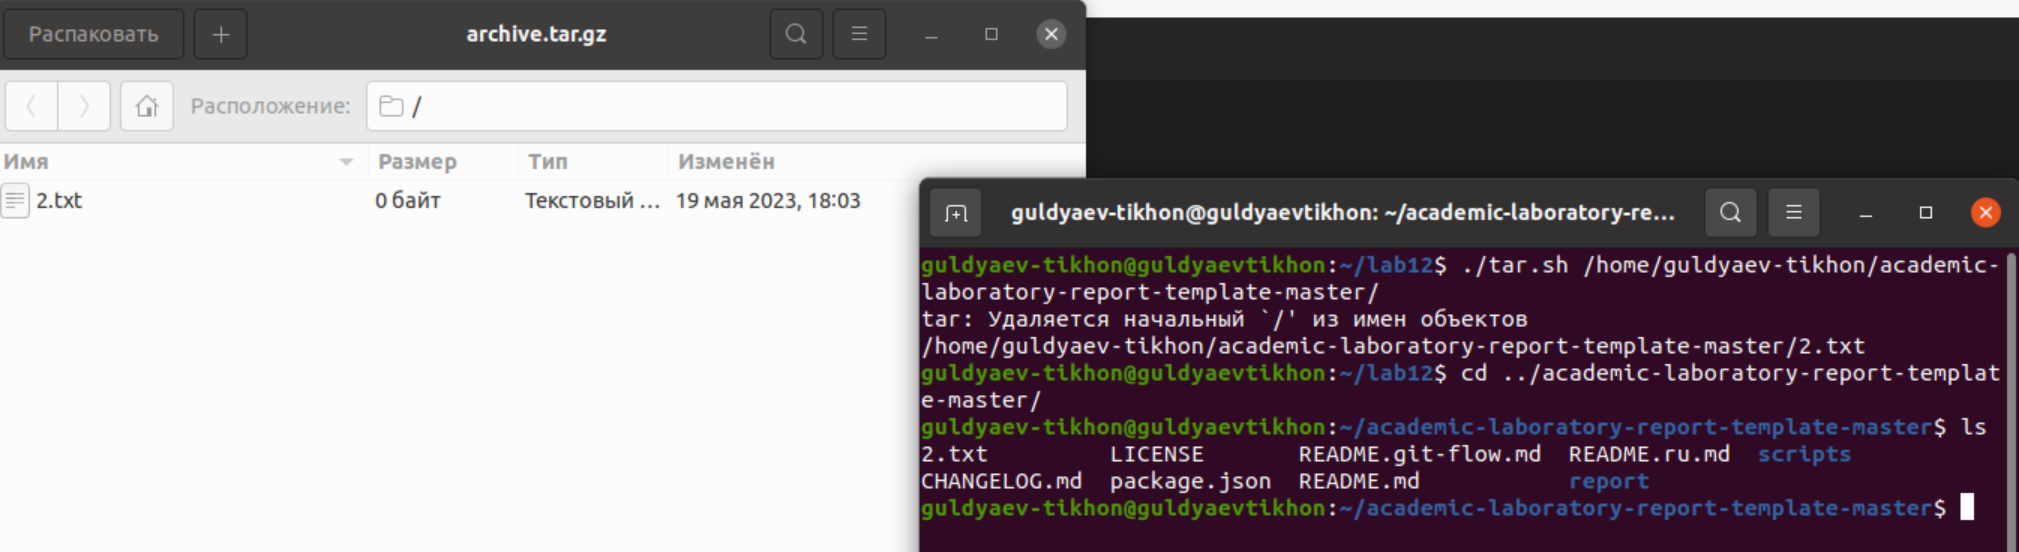 Распаковать
archive.tar.gz
Расположение: /
Имя Размер Тип Изменён
2.txt 0 байт Текстовый ... 19 мая 2023, 18:03
guldyaev-tikhon@guldyaevtikhon: ~/academic-laboratory-re...
guldyaev-tikhon@guldyaevtikhon:~/lab12$ ./tar.sh /home/guldyaev-tikhon/academic-
laboratory-report-template-master/
tar: Удаляется начальный `/' из имен объектов
/home/guldyaev-tikhon/academic-laboratory-report-template-master/2.txt
guldyaev-tikhon@guldyaevtikhon:~/lab12$ cd ../academic-laboratory-report-templat
e-master/
guldyaev-tikhon@guldyaevtikhon:~/academic-laboratory-report-template-master$ ls
2.txt LICENSE README.git-flow.md README.ru.md scripts
CHANGELOG.md package.json README.md report
guldyaev-tikhon@guldyaevtikhon:~/academic-laboratory-report-template-master$